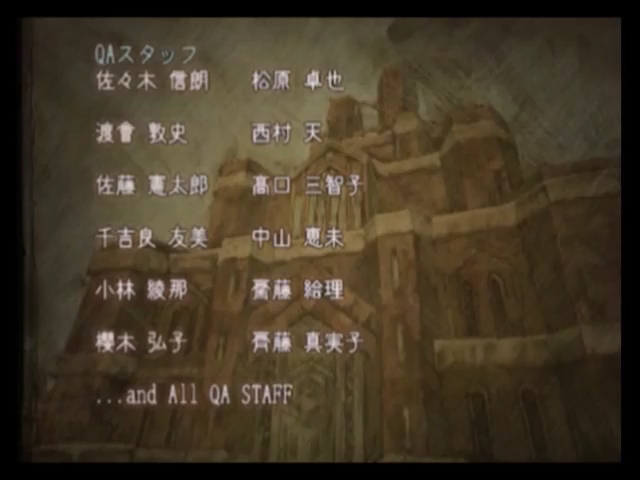 QAスタッフ
佐々木 信朗 松原 卓也
渡會 敦史 西村 天
佐藤 憲太郎 高口 三智子
千吉良 友美 中山 恵未
小林 綾那 齋藤 絵理
櫻木 弘子 齊藤 真実子
...and All QA STAFF